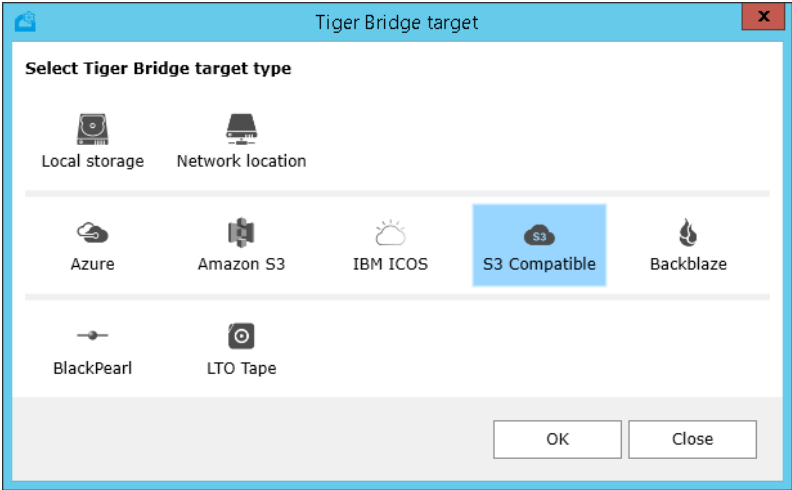 Tiger Bridge target
x
Select Tiger Bridge target type
Local storage
Network location
Azure
Amazon S3
IBM ICOS
S3
S3 Compatible
Backblaze
BlackPearl
LTO Tape
OK
Close